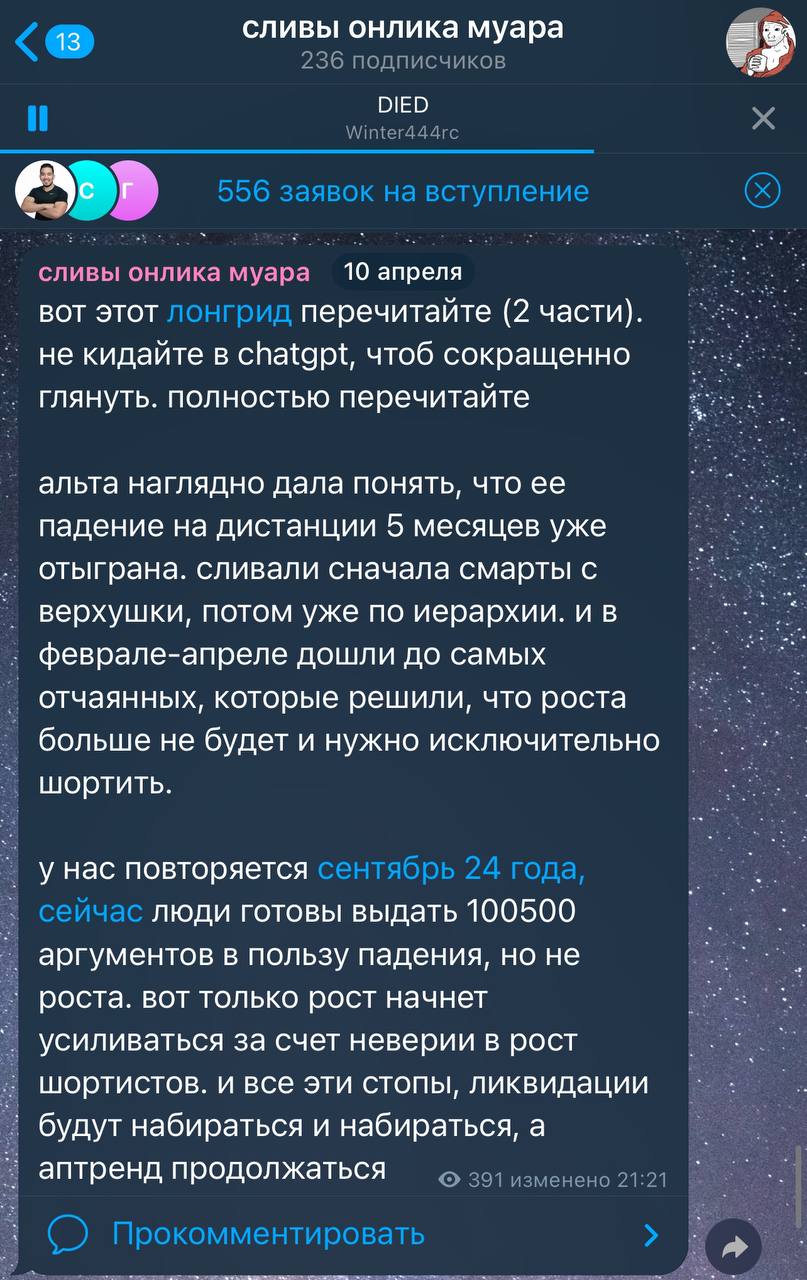 13
сливы онлика муара
236 подписчиков
DIED
Winter444rc
С
Г
556 заявок на вступление
сливы онлика муара
10 апреля
вот этот лонгрид перечитайте (2 части).
не кидайте в chatgpt, чтоб сокращенно
глянуть. полностью перечитайте
альта наглядно дала понять, что ее
падение на дистанции 5 месяцев уже
отыграна. сливали сначала смарты с
верхушки, потом уже по иерархии. и в
феврале-апреле дошли до самых
отчаянных, которые решили, что роста
больше не будет и нужно исключительно
шортить.
у нас повторяется сентябрь 24 года,
сейчас люди готовы выдать 100500
аргументов в пользу падения, но не
роста. вот только рост начнет
усиливаться за счет неверии в рост
шортистов. и все эти стопы, ликвидации
будут набираться и набираться, а
аптренд продолжаться
391 изменено 21:21
Прокомментировать